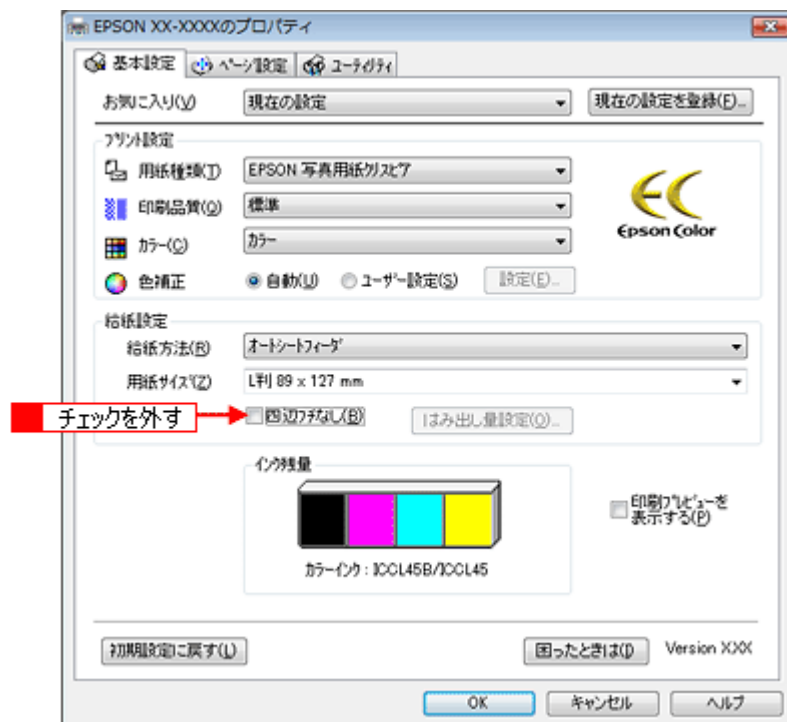 EPSON XX-XXXXのプロパティ
基本設定 ページ設定 ユーティリティ
お気に入り(V) 現在の設定 現在の設定を登録(F)...
プリント設定
用紙種類(T) EPSON 写真用紙クリスピア
印刷品質(Q) 標準
カラー(C) カラー
Epson Color
色補正 自動(U) ユーザー設定(S) 設定(E)...
給紙設定
給紙方法(R) オートシートフィーダ
用紙サイズ(Z) L判 89 x 127 mm
チェックを外す 四辺フチなし(B) はみ出し量設定(O)...
インク残量
印刷プレビューを
表示する(P)
カラーインク : ICCL45B/ICCL45
初期設定に戻す(L) 困ったときは(I) Version X.XX
OK キャンセル ヘルプ